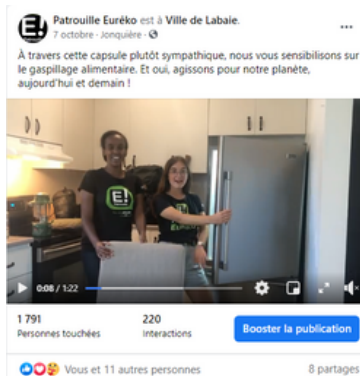 Patrouille Euréko est à Ville de Labaie.
7 octobre · Jonquière ·
À travers cette capsule plutôt sympathique, nous vous sensibilisons sur
le gaspillage alimentaire. Et oui, agissons pour notre planète,
aujourd'hui et demain !
0:08 / 1:22
1 791
Personnes touchées
220
Interactions
Booster la publication
Vous et 11 autres personnes
8 partages